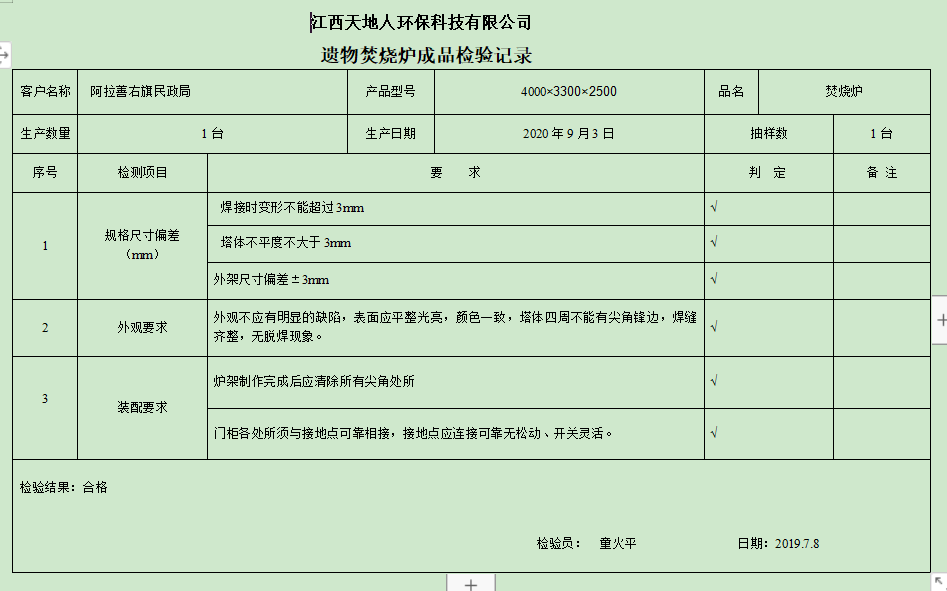 江西天地人环保科技有限公司
遗物焚烧炉成品检验记录
客户名称 阿拉善右旗民政局 产品型号 4000×3300×2500 品名 焚烧炉
生产数量 1 台 生产日期 2020 年 9 月 3 日 抽样数 1 台
序号 检测项目 要 求 判 定 备 注
1 规格尺寸偏差
（mm）
焊接时变形不能超过 3mm √
塔体不平度不大于 3mm √
外架尺寸偏差±3mm √
2 外观要求
外观不应有明显的缺陷，表面应平整光亮，颜色一致，塔体四周不能有尖角锋边，焊缝
齐整，无脱焊现象。 √
3 装配要求
炉架制作完成后应清除所有尖角处所 √
门柜各处所须与接地点可靠相接，接地点应连接可靠无松动、开关灵活。 √
检验结果：合格
检验员： 童火平 日期：2019.7.8